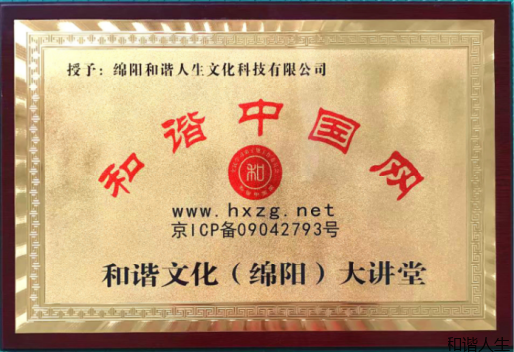 授予：绵阳和谐人生文化科技有限公司
和谐中国网
和
www.hxzg.net
京ICP备09042793号
和谐文化（绵阳）大讲堂
和谐人生